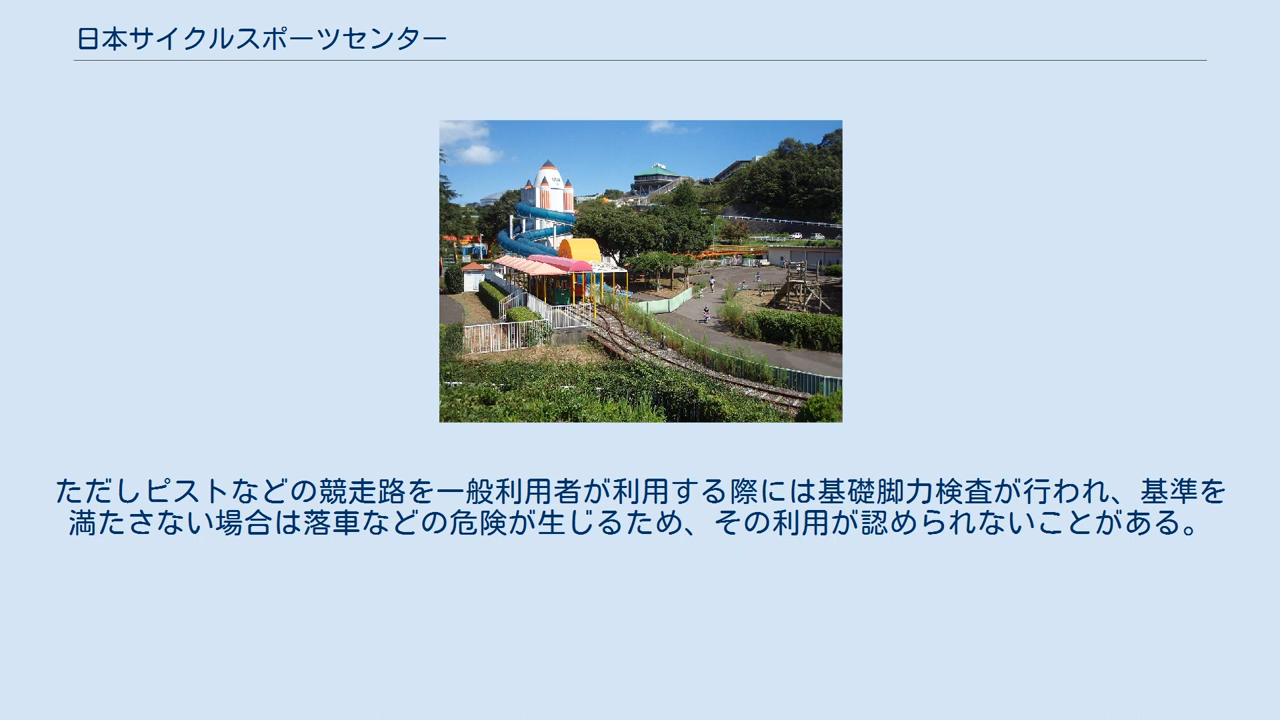 日本サイクルスポーツセンター
ただしピストなどの競走路を一般利用者が利用する際には基礎脚力検査が行われ、基準を
満たさない場合は落車などの危険が生じるため、その利用が認められないことがある。